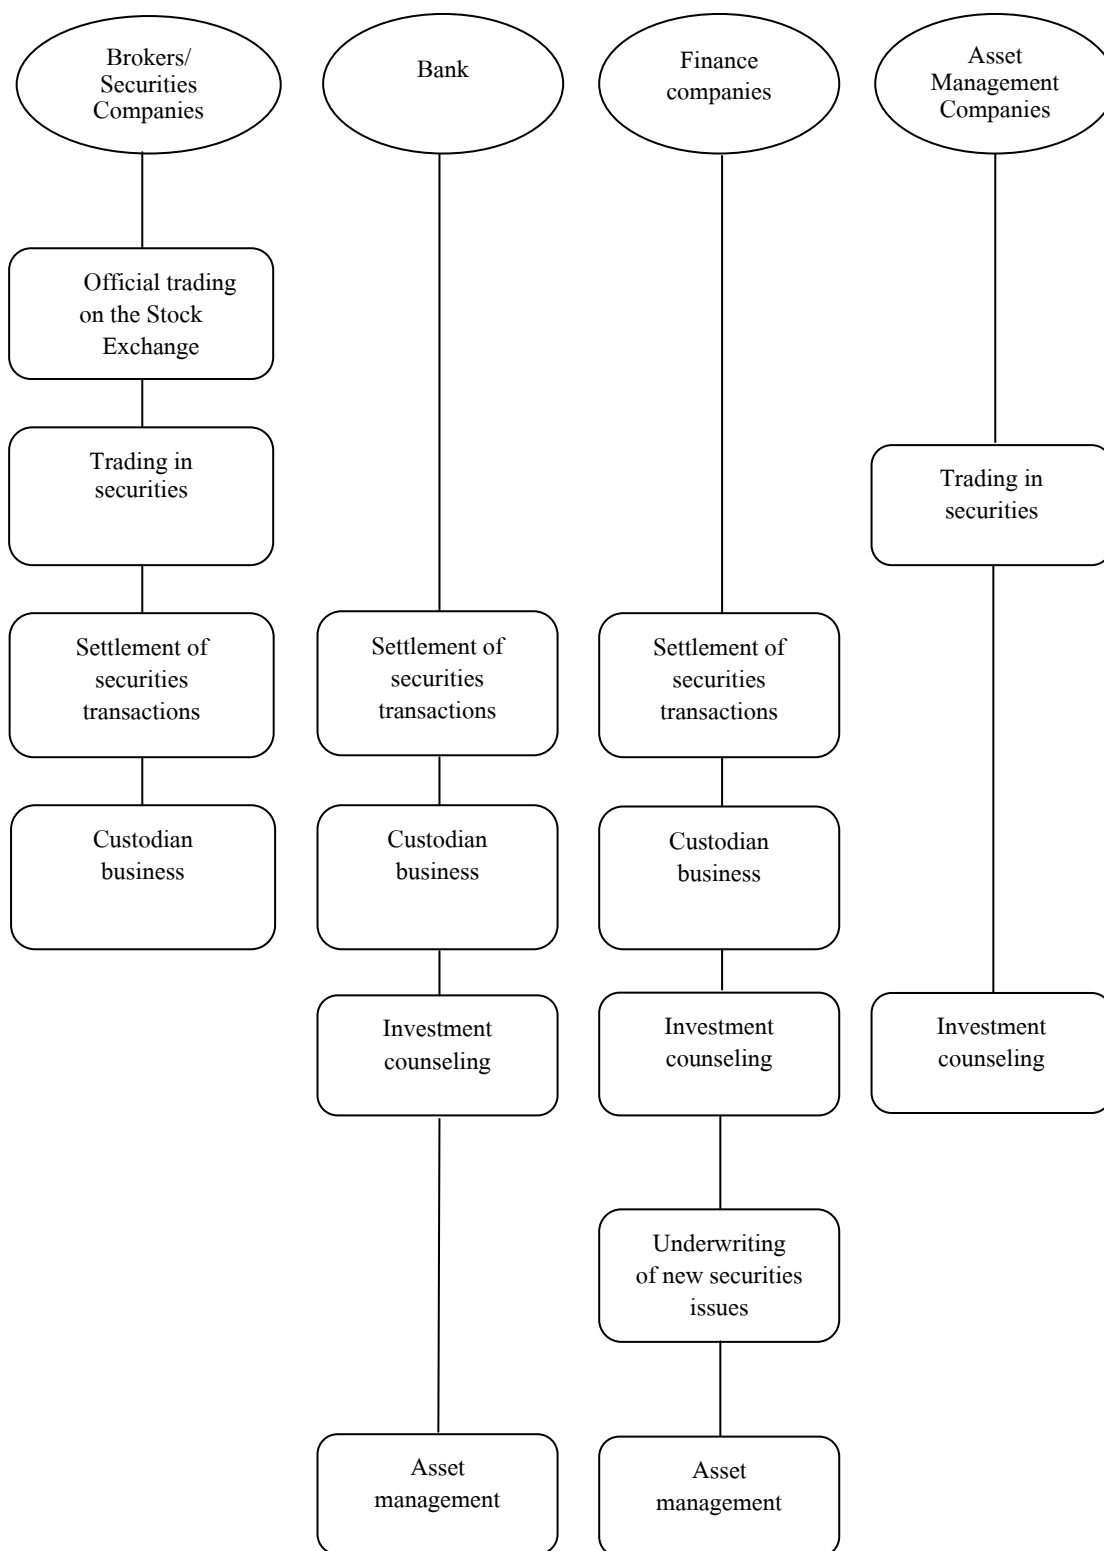 Brokers/
Securities
Companies
Bank
Finance
companies
Asset
Management
Companies
Official trading
on the Stock
Exchange
Trading in
securities
Trading in
securities
Settlement of
securities
transactions
Settlement of
securities
transactions
Settlement of
securities
transactions
Custodian
business
Custodian
business
Custodian
business
Investment
counseling
Investment
counseling
Investment
counseling
Underwriting
of new securities
issues
Asset
management
Asset
management